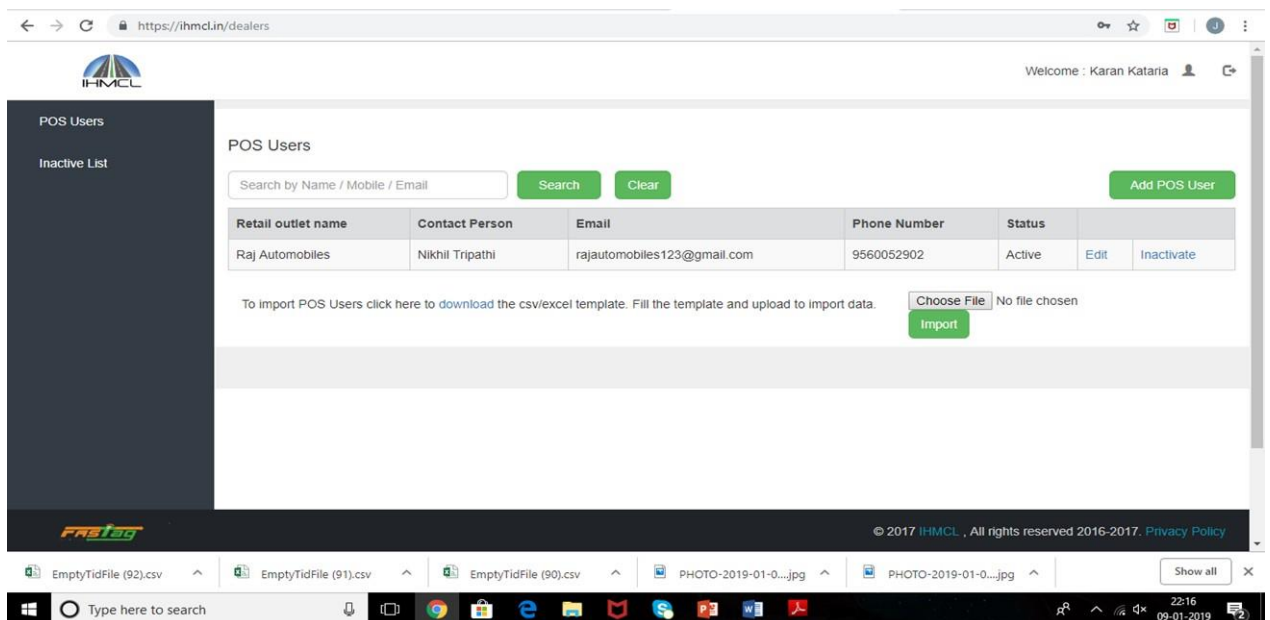 https://ihmcl.in/dealers
J
IHMCL
Welcome : Karan Kataria
POS Users
Inactive List
POS Users
Search by Name / Mobile / Email
Search
Clear
Add POS User
Retail outlet name Contact Person Email Phone Number Status
Raj Automobiles Nikhil Tripathi rajautomobiles123@gmail.com 9560052902 Active Edit Inactivate
To import POS Users click here to download the csv/excel template. Fill the template and upload to import data.
Choose File No file chosen
Import
FASTag
© 2017 IHMCL , All rights reserved 2016-2017. Privacy Policy
EmptyTidFile (92).csv
EmptyTidFile (91).csv
EmptyTidFile (90).csv
PHOTO-2019-01-0....jpg
PHOTO-2019-01-0....jpg
Show all
Type here to search
22:16
09-01-2019
2